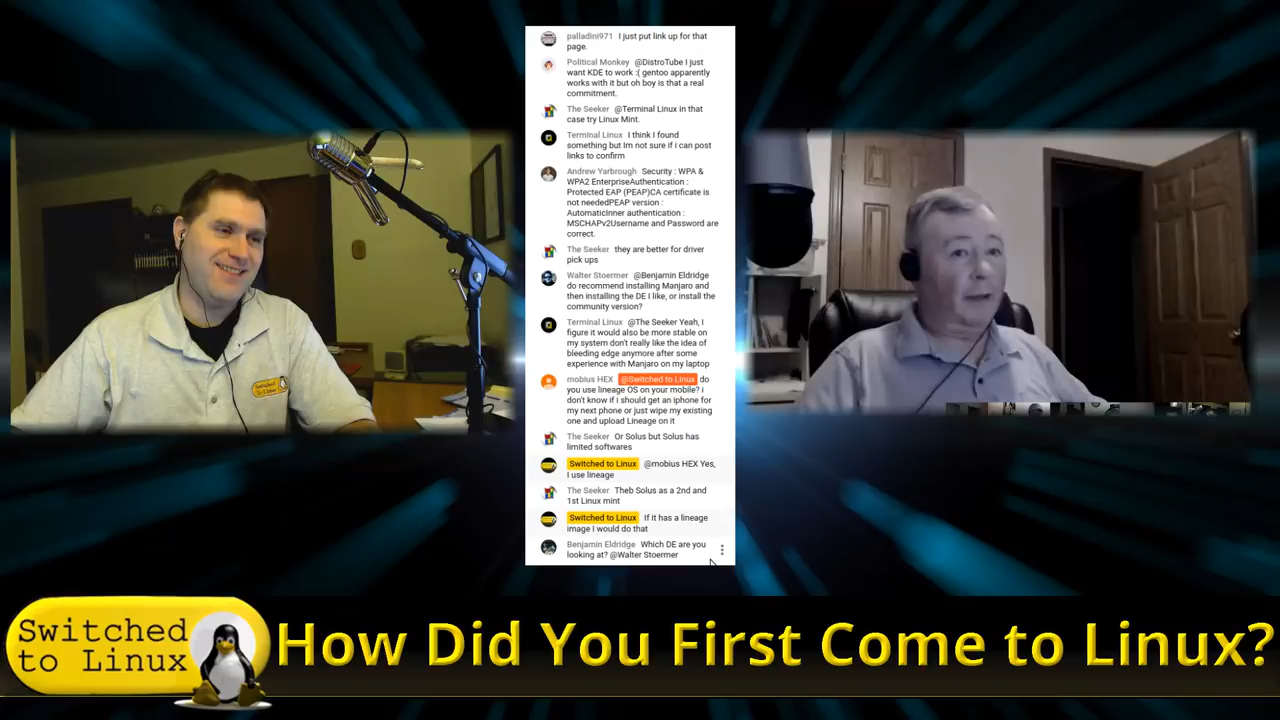 palladini971 I just put link up for that
page.
Political Monkey @DistroTube I just
want KDE to work :( gentoo apparently
works with it but oh boy is that a real
commitment.
The Seeker @Terminal Linux in that
case try Linux Mint.
Terminal Linux I think I found
something but Im not sure if i can post
links to confirm
Andrew Yarbrough Security : WPA &
WPA2 EnterpriseAuthentication :
Protected EAP (PEAP)CA certificate is
not neededPEAP version :
AutomaticInner authentication :
MSCHAPv2Username and Password are
correct.
The Seeker they are better for driver
pick ups
Walter Stoermer @Benjamin Eldridge
do recommend installing Manjaro and
then installing the DE I like, or install the
community version?
Terminal Linux @The Seeker Yeah, I
figure it would also be more stable on
my system don't really like the idea of
bleeding edge anymore after some
experience with Manjaro on my laptop
mobius HEX @Switched to Linux do
you use lineage OS on your mobile? i
don't know if i should get an iphone for
my next phone or just wipe my existing
one and upload Lineage on it
The Seeker Or Solus but Solus has
limited softwares
Switched to Linux @mobius HEX Yes,
I use lineage
The Seeker Theb Solus as a 2nd and
1st Linux mint
Switched to Linux If it has a lineage
image I would do that
Benjamin Eldridge Which DE are you
looking at? @Walter Stoermer
Switched
to Linux
How Did You First Come to Linux?